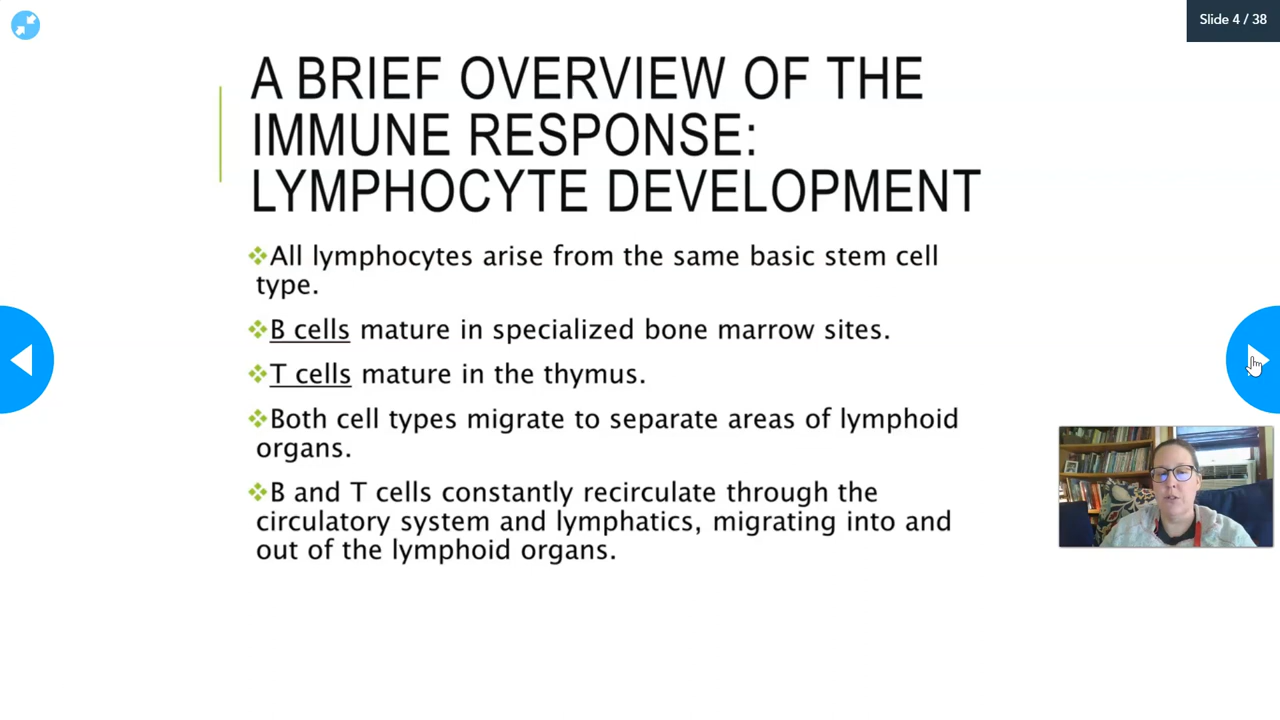 Slide 4 / 38
A BRIEF OVERVIEW OF THE
IMMUNE RESPONSE:
LYMPHOCYTE DEVELOPMENT
❖All lymphocytes arise from the same basic stem cell
type.
❖B cells mature in specialized bone marrow sites.
❖T cells mature in the thymus.
❖Both cell types migrate to separate areas of lymphoid
organs.
❖B and T cells constantly recirculate through the
circulatory system and lymphatics, migrating into and
out of the lymphoid organs.